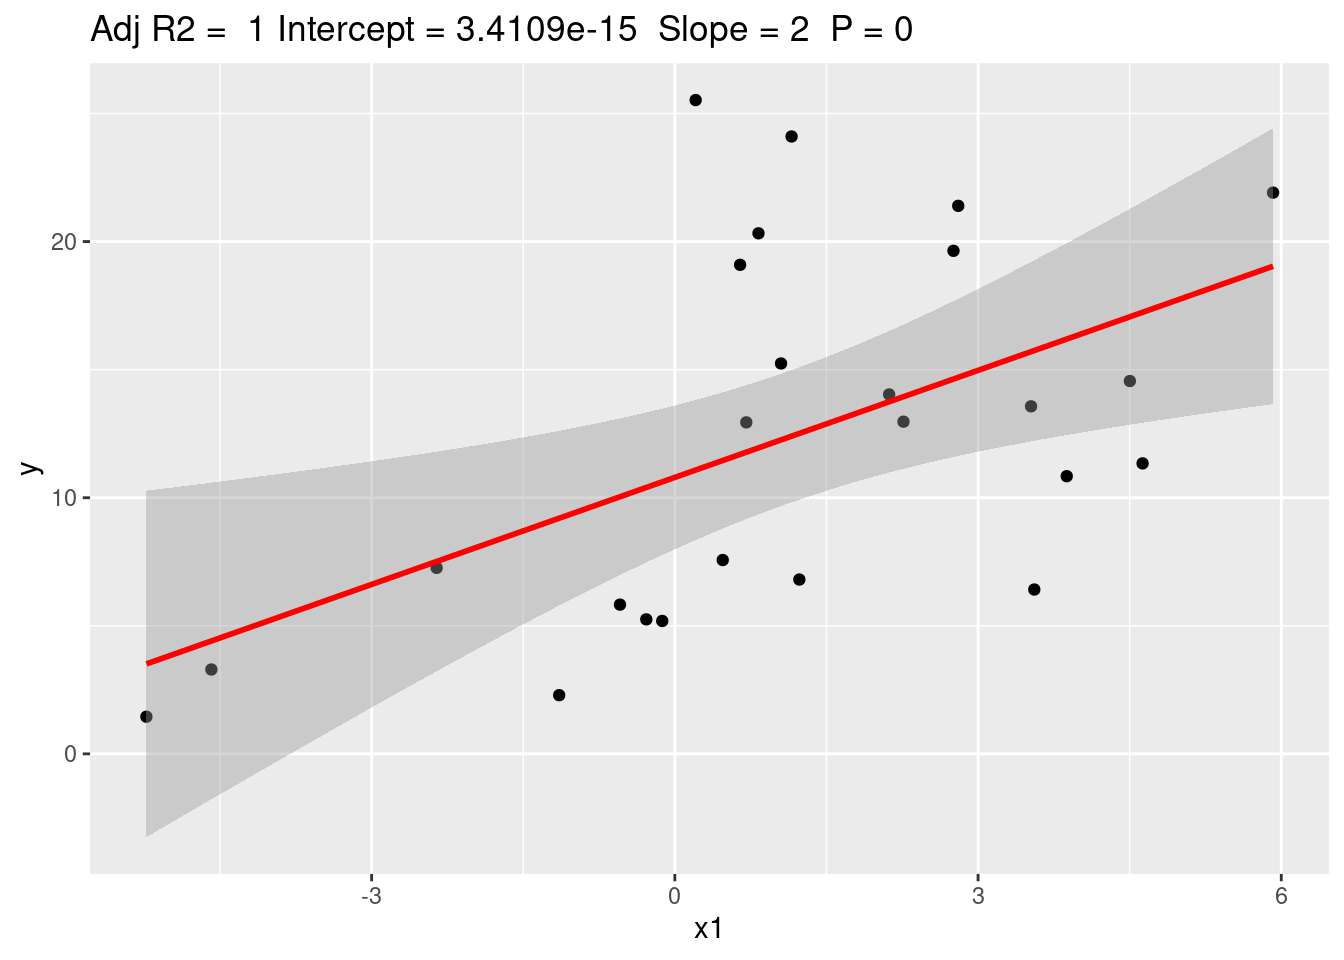 Adj R2 =  1 Intercept = 3.4109e-15  Slope = 2  P = 0
20
10
0
y
-3
0
3
6
x1